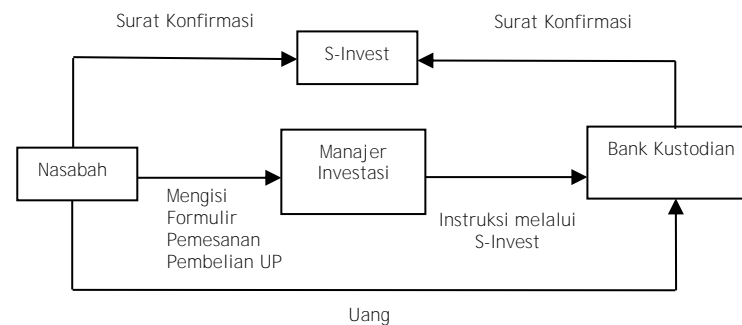 Surat Konfirmasi
Surat Konfirmasi
S-Invest
Nasabah
Manajer
Investasi
Bank Kustodian
Mengisi
Formulir
Pemesanan
Pembelian UP
Instruksi melalui
S-Invest
Uang